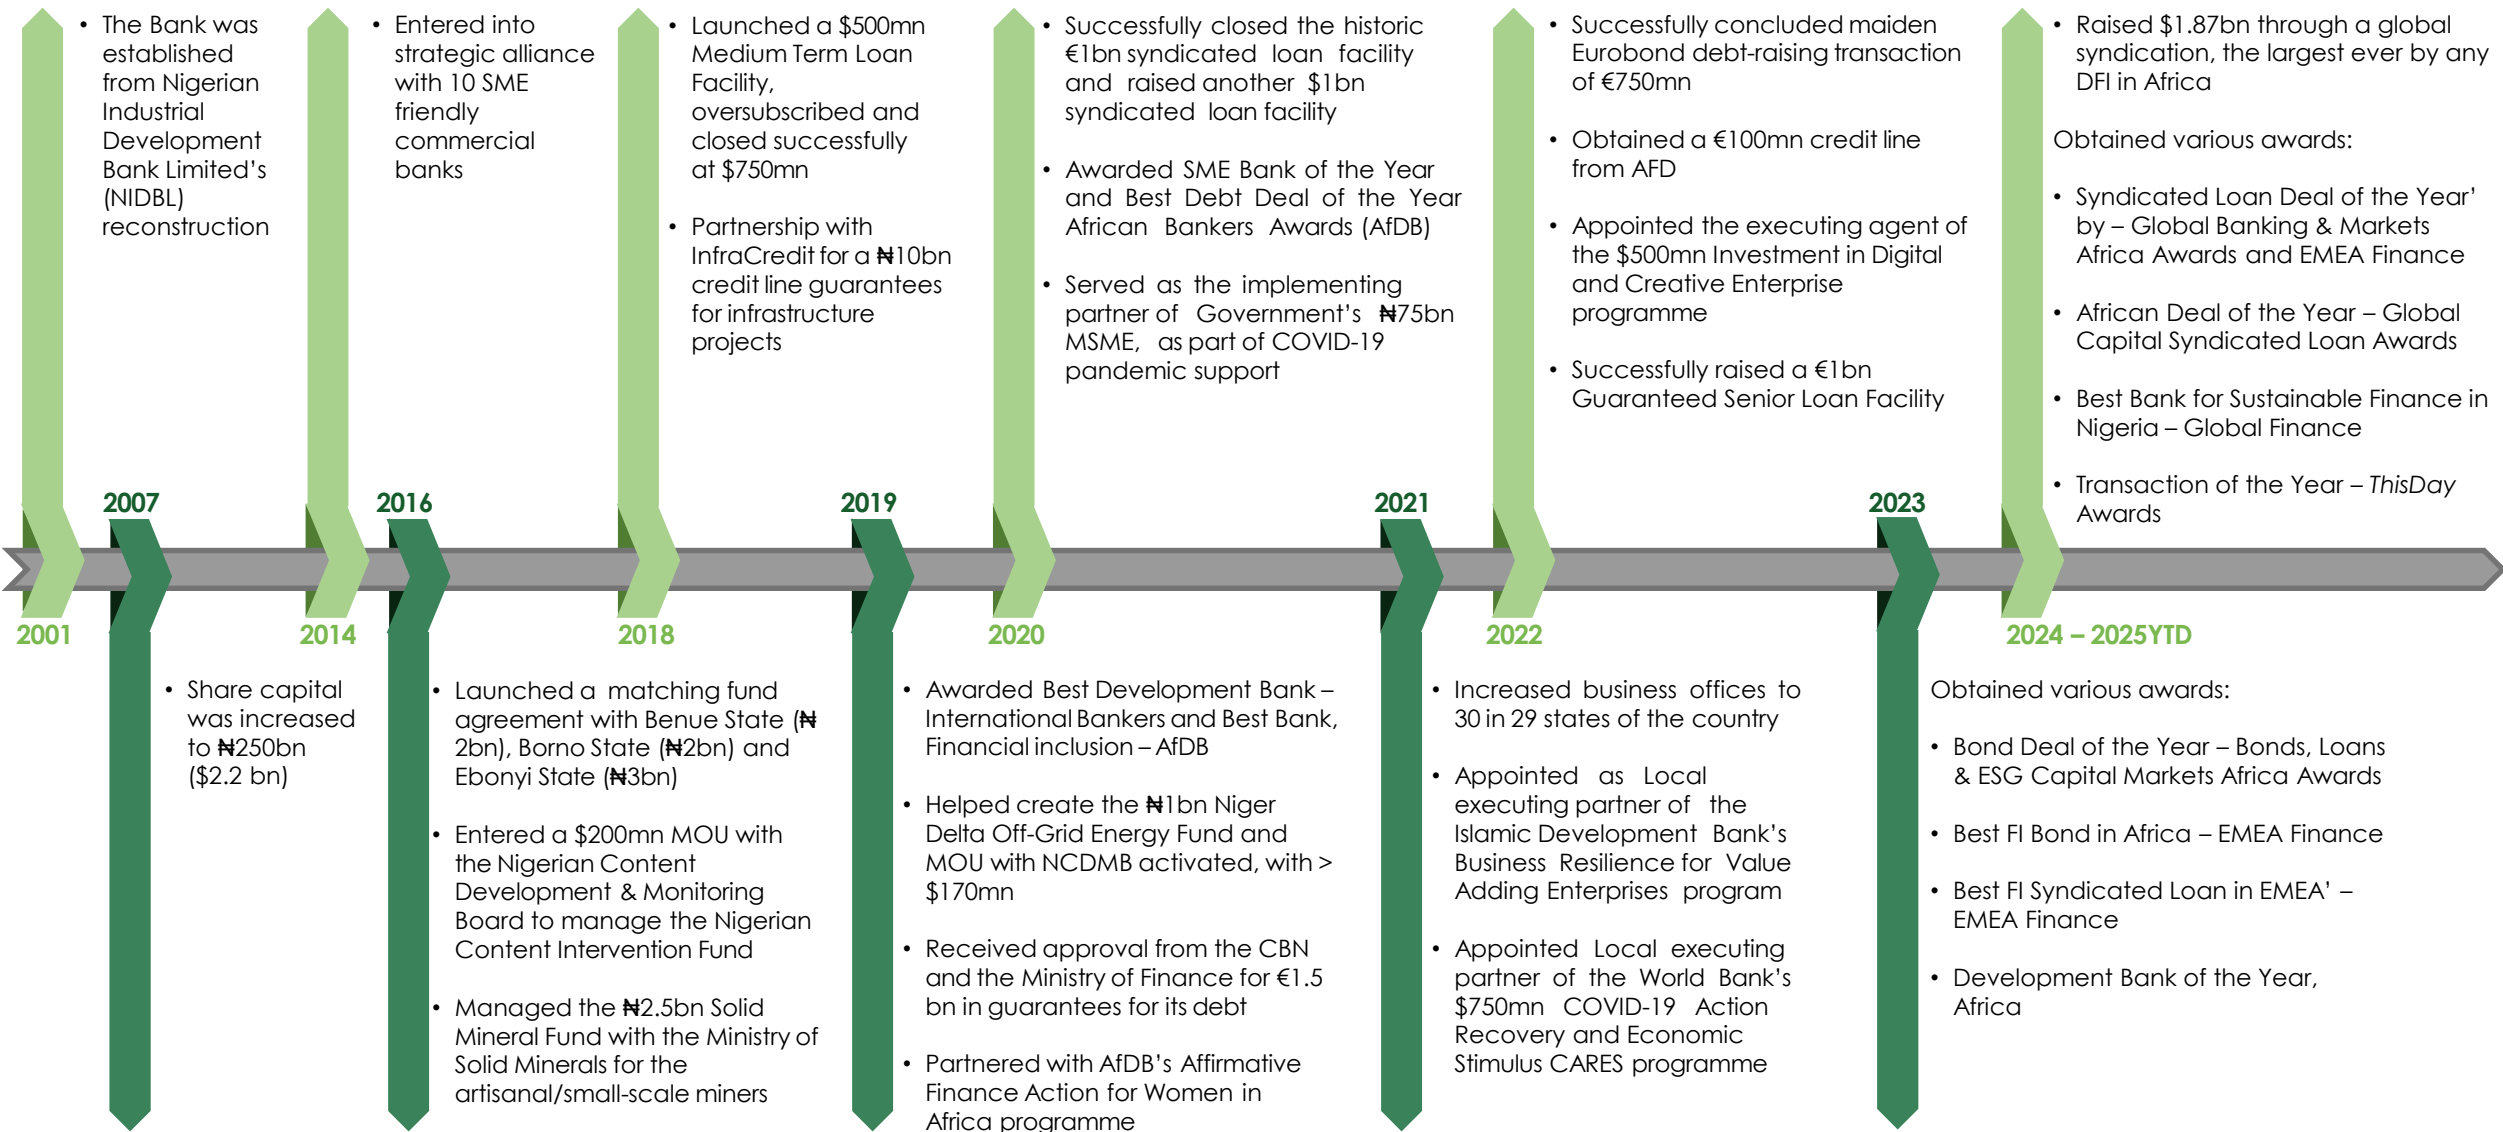 • The Bank was
established
from Nigerian
Industrial
Development
Bank Limited’s
(NIDBL)
reconstruction
• Entered into
strategic alliance
with 10 SME
friendly
commercial
banks
• Launched a $500mn
Medium Term Loan
Facility,
oversubscribed and
closed successfully
at $750mn
• Partnership with
InfraCredit for a ₦10bn
credit line guarantees
for infrastructure
projects
• Successfully closed the historic
€1bn syndicated loan facility
and raised another $1bn
syndicated loan facility
• Awarded SME Bank of the Year
and Best Debt Deal of the Year
African Bankers Awards (AfDB)
• Served as the implementing
partner of Government’s ₦75bn
MSME, as part of COVID-19
pandemic support
• Successfully concluded maiden
Eurobond debt-raising transaction
of €750mn
• Obtained a €100mn credit line
from AFD
• Appointed the executing agent of
the $500mn Investment in Digital
and Creative Enterprise
programme
• Successfully raised a €1bn
Guaranteed Senior Loan Facility
• Raised $1.87bn through a global
syndication, the largest ever by any
DFI in Africa
Obtained various awards:
• Syndicated Loan Deal of the Year’
by – Global Banking & Markets
Africa Awards and EMEA Finance
• African Deal of the Year – Global
Capital Syndicated Loan Awards
• Best Bank for Sustainable Finance in
Nigeria – Global Finance
• Transaction of the Year – ThisDay
Awards
2007
2016
2019
2021
2023
2001
2014
2018
2020
2022
2024 – 2025YTD
• Share capital
was increased
to ₦250bn
($2.2 bn)
• Launched a matching fund
agreement with Benue State (₦
2bn), Borno State (₦2bn) and
Ebonyi State (₦3bn)
• Entered a $200mn MOU with
the Nigerian Content
Development & Monitoring
Board to manage the Nigerian
Content Intervention Fund
• Managed the ₦2.5bn Solid
Mineral Fund with the Ministry of
Solid Minerals for the
artisanal/small-scale miners
• Awarded Best Development Bank –
International Bankers and Best Bank,
Financial inclusion – AfDB
• Helped create the ₦1bn Niger
Delta Off-Grid Energy Fund and
MOU with NCDMB activated, with >
$170mn
• Received approval from the CBN
and the Ministry of Finance for €1.5
bn in guarantees for its debt
• Partnered with AfDB’s Affirmative
Finance Action for Women in
Africa programme
• Increased business offices to
30 in 29 states of the country
• Appointed as Local
executing partner of the
Islamic Development Bank’s
Business Resilience for Value
Adding Enterprises program
• Appointed Local executing
partner of the World Bank’s
$750mn COVID-19 Action
Recovery and Economic
Stimulus CARES programme
Obtained various awards:
• Bond Deal of the Year – Bonds, Loans
& ESG Capital Markets Africa Awards
• Best FI Bond in Africa – EMEA Finance
• Best FI Syndicated Loan in EMEA’ –
EMEA Finance
• Development Bank of the Year,
Africa